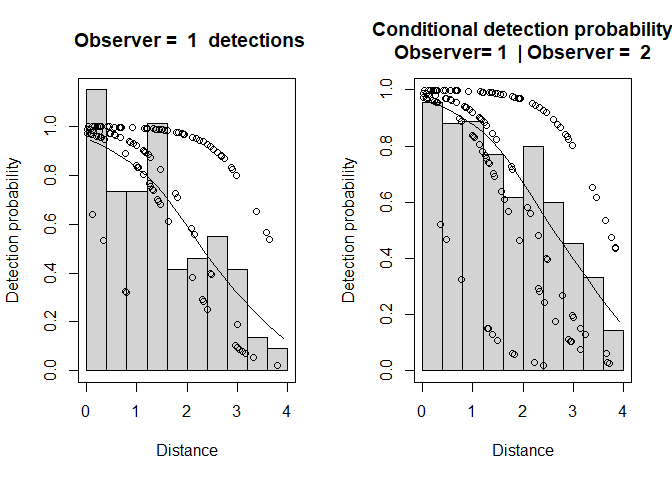 Observer =  1  detections
Detection probability
0.0 0.2 0.4 0.6 0.8 1.0
0 1 2 3 4
Distance
Conditional detection probability
Observer= 1 | Observer =  2
Detection probability
0.0 0.2 0.4 0.6 0.8 1.0
0 1 2 3 4
Distance